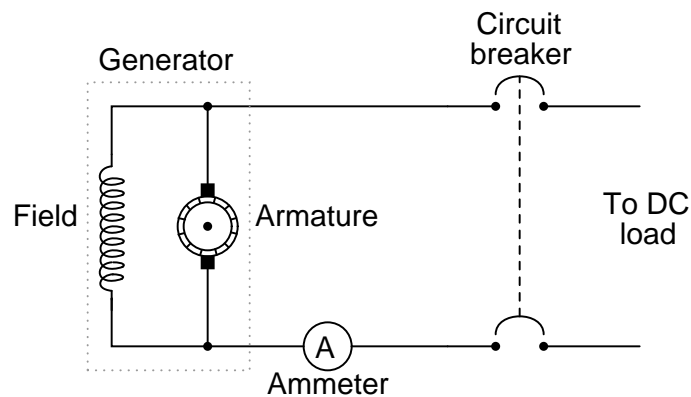 Circuit
breaker
Generator
Field
Armature
To DC
load
A
Ammeter